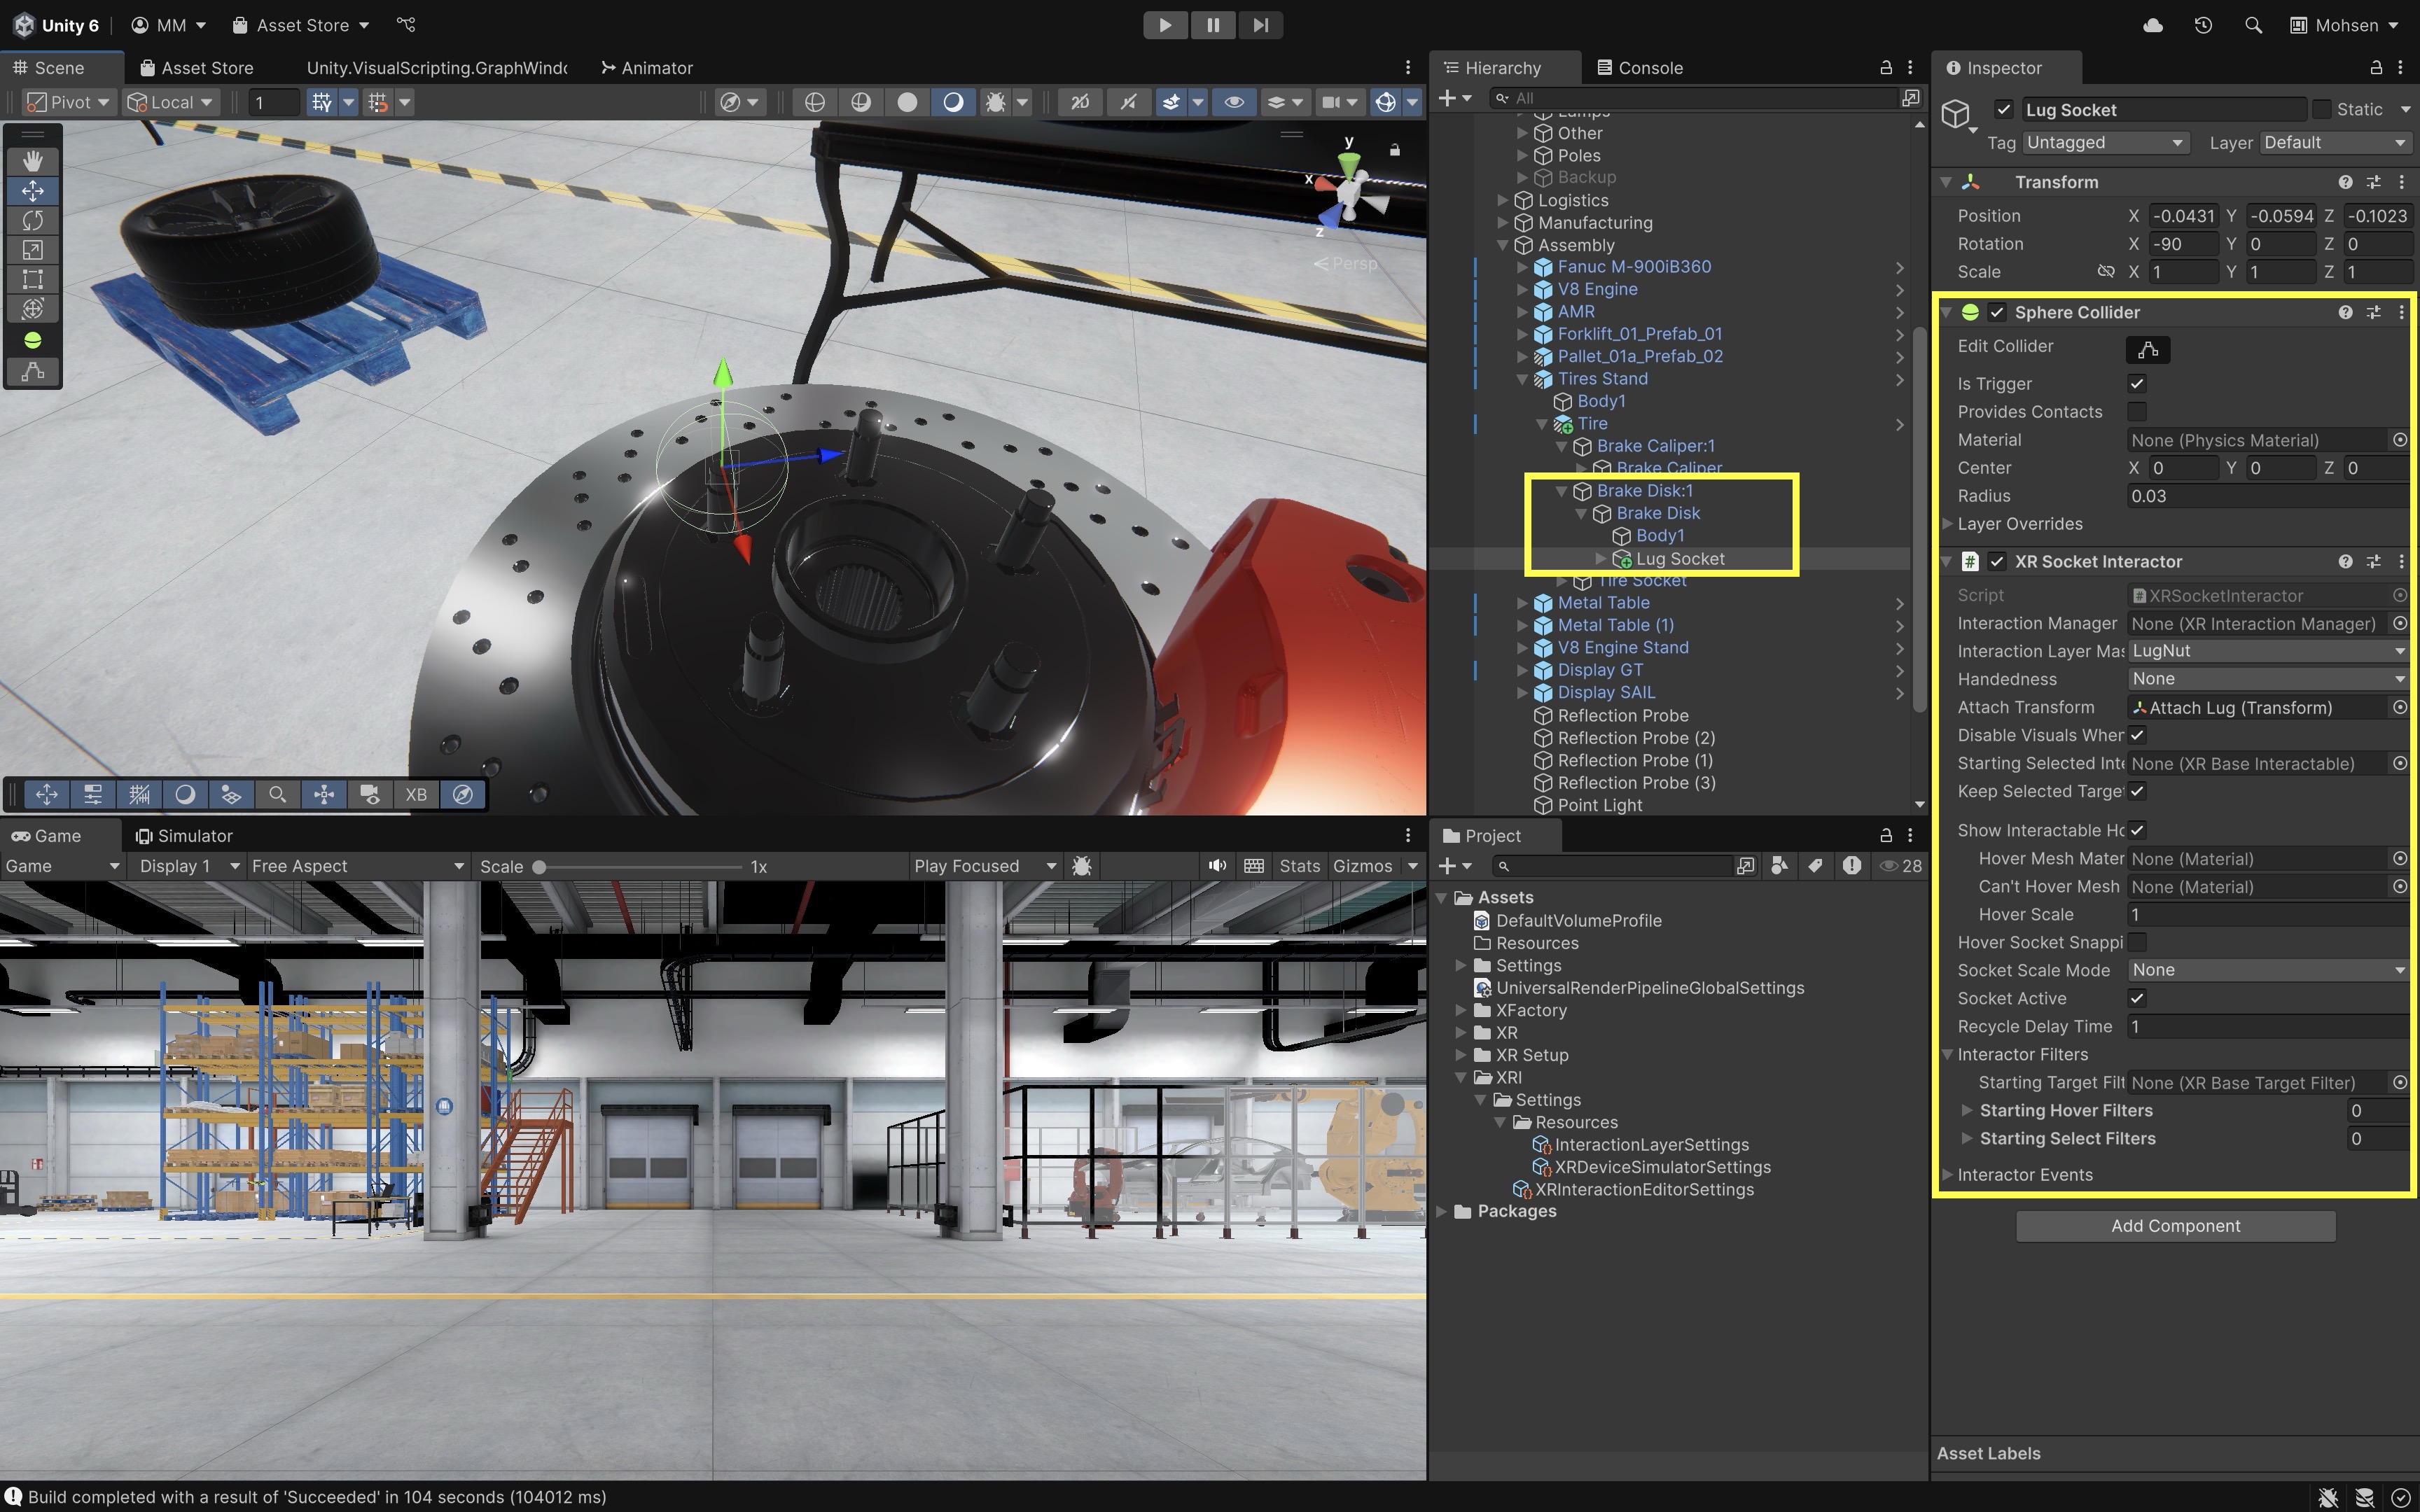 Unity 6
MM
Asset Store
Mohsen
Scene
Asset Store
Unity.VisualScripting.GraphWindo
Animator
Pivot
Local
1
2D
y
x
z
Persp
XB
Hierarchy
Console
All
Lamps
Other
Poles
Backup
Logistics
Manufacturing
Assembly
Fanuc M-900iB360
V8 Engine
AMR
Forklift_01_Prefab_01
Pallet_01a_Prefab_02
Tires Stand
Body1
Tire
Brake Caliper:1
Brake Caliper
Brake Disk:1
Brake Disk
Body1
Lug Socket
Tire Socket
Metal Table
Metal Table (1)
V8 Engine Stand
Display GT
Display SAIL
Reflection Probe
Reflection Probe (2)
Reflection Probe (1)
Reflection Probe (3)
Point Light
Inspector
Lug Socket
Static
Tag Untagged Layer Default
Transform
Position X -0.0431 Y -0.0594 Z -0.1023
Rotation X -90 Y 0 Z 0
Scale X 1 Y 1 Z 1
Sphere Collider
Edit Collider
Is Trigger
Provides Contacts
Material None (Physics Material)
Center X 0 Y 0 Z 0
Radius 0.03
Layer Overrides
# XR Socket Interactor
Script # XRSocketInteractor
Interaction Manager None (XR Interaction Manager)
Interaction Layer Mas LugNut
Handedness None
Attach Transform Attach Lug (Transform)
Disable Visuals When
Starting Selected Inte None (XR Base Interactable)
Keep Selected Target
Show Interactable Ho
Hover Mesh Mater None (Material)
Can't Hover Mesh None (Material)
Hover Scale 1
Hover Socket Snappi
Socket Scale Mode None
Socket Active
Recycle Delay Time 1
Interactor Filters
Starting Target Filt None (XR Base Target Filter)
Starting Hover Filters 0
Starting Select Filters 0
Interactor Events
Add Component
Asset Labels
Game
Simulator
Game Display 1 Free Aspect Scale 1x Play Focused Stats Gizmos
Project
28
Assets
DefaultVolumeProfile
Resources
Settings
UniversalRenderPipelineGlobalSettings
XFactory
XR
XR Setup
XRI
Settings
Resources
InteractionLayerSettings
XRDeviceSimulatorSettings
XRInteractionEditorSettings
Packages
Build completed with a result of 'Succeeded' in 104 seconds (104012 ms)